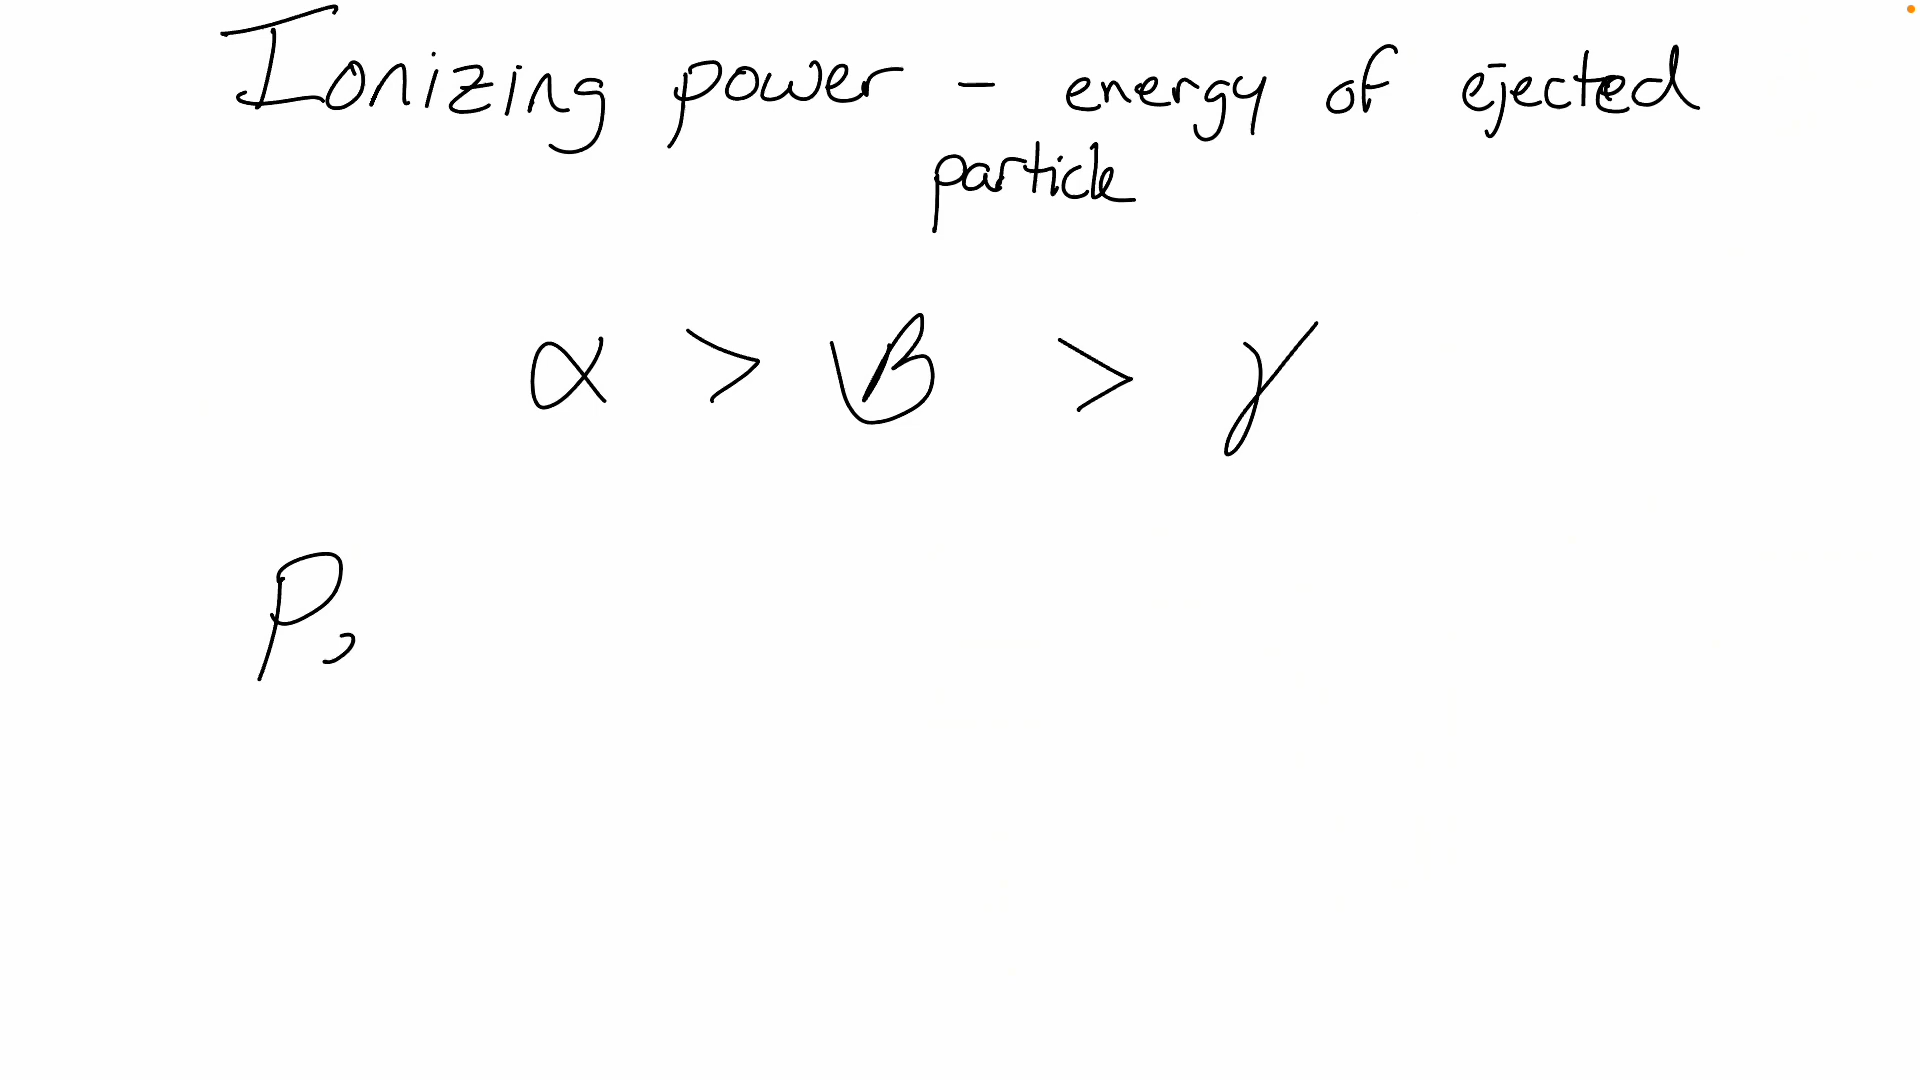 Ionizing power - energy of ejected
particle
α > β > γ
P